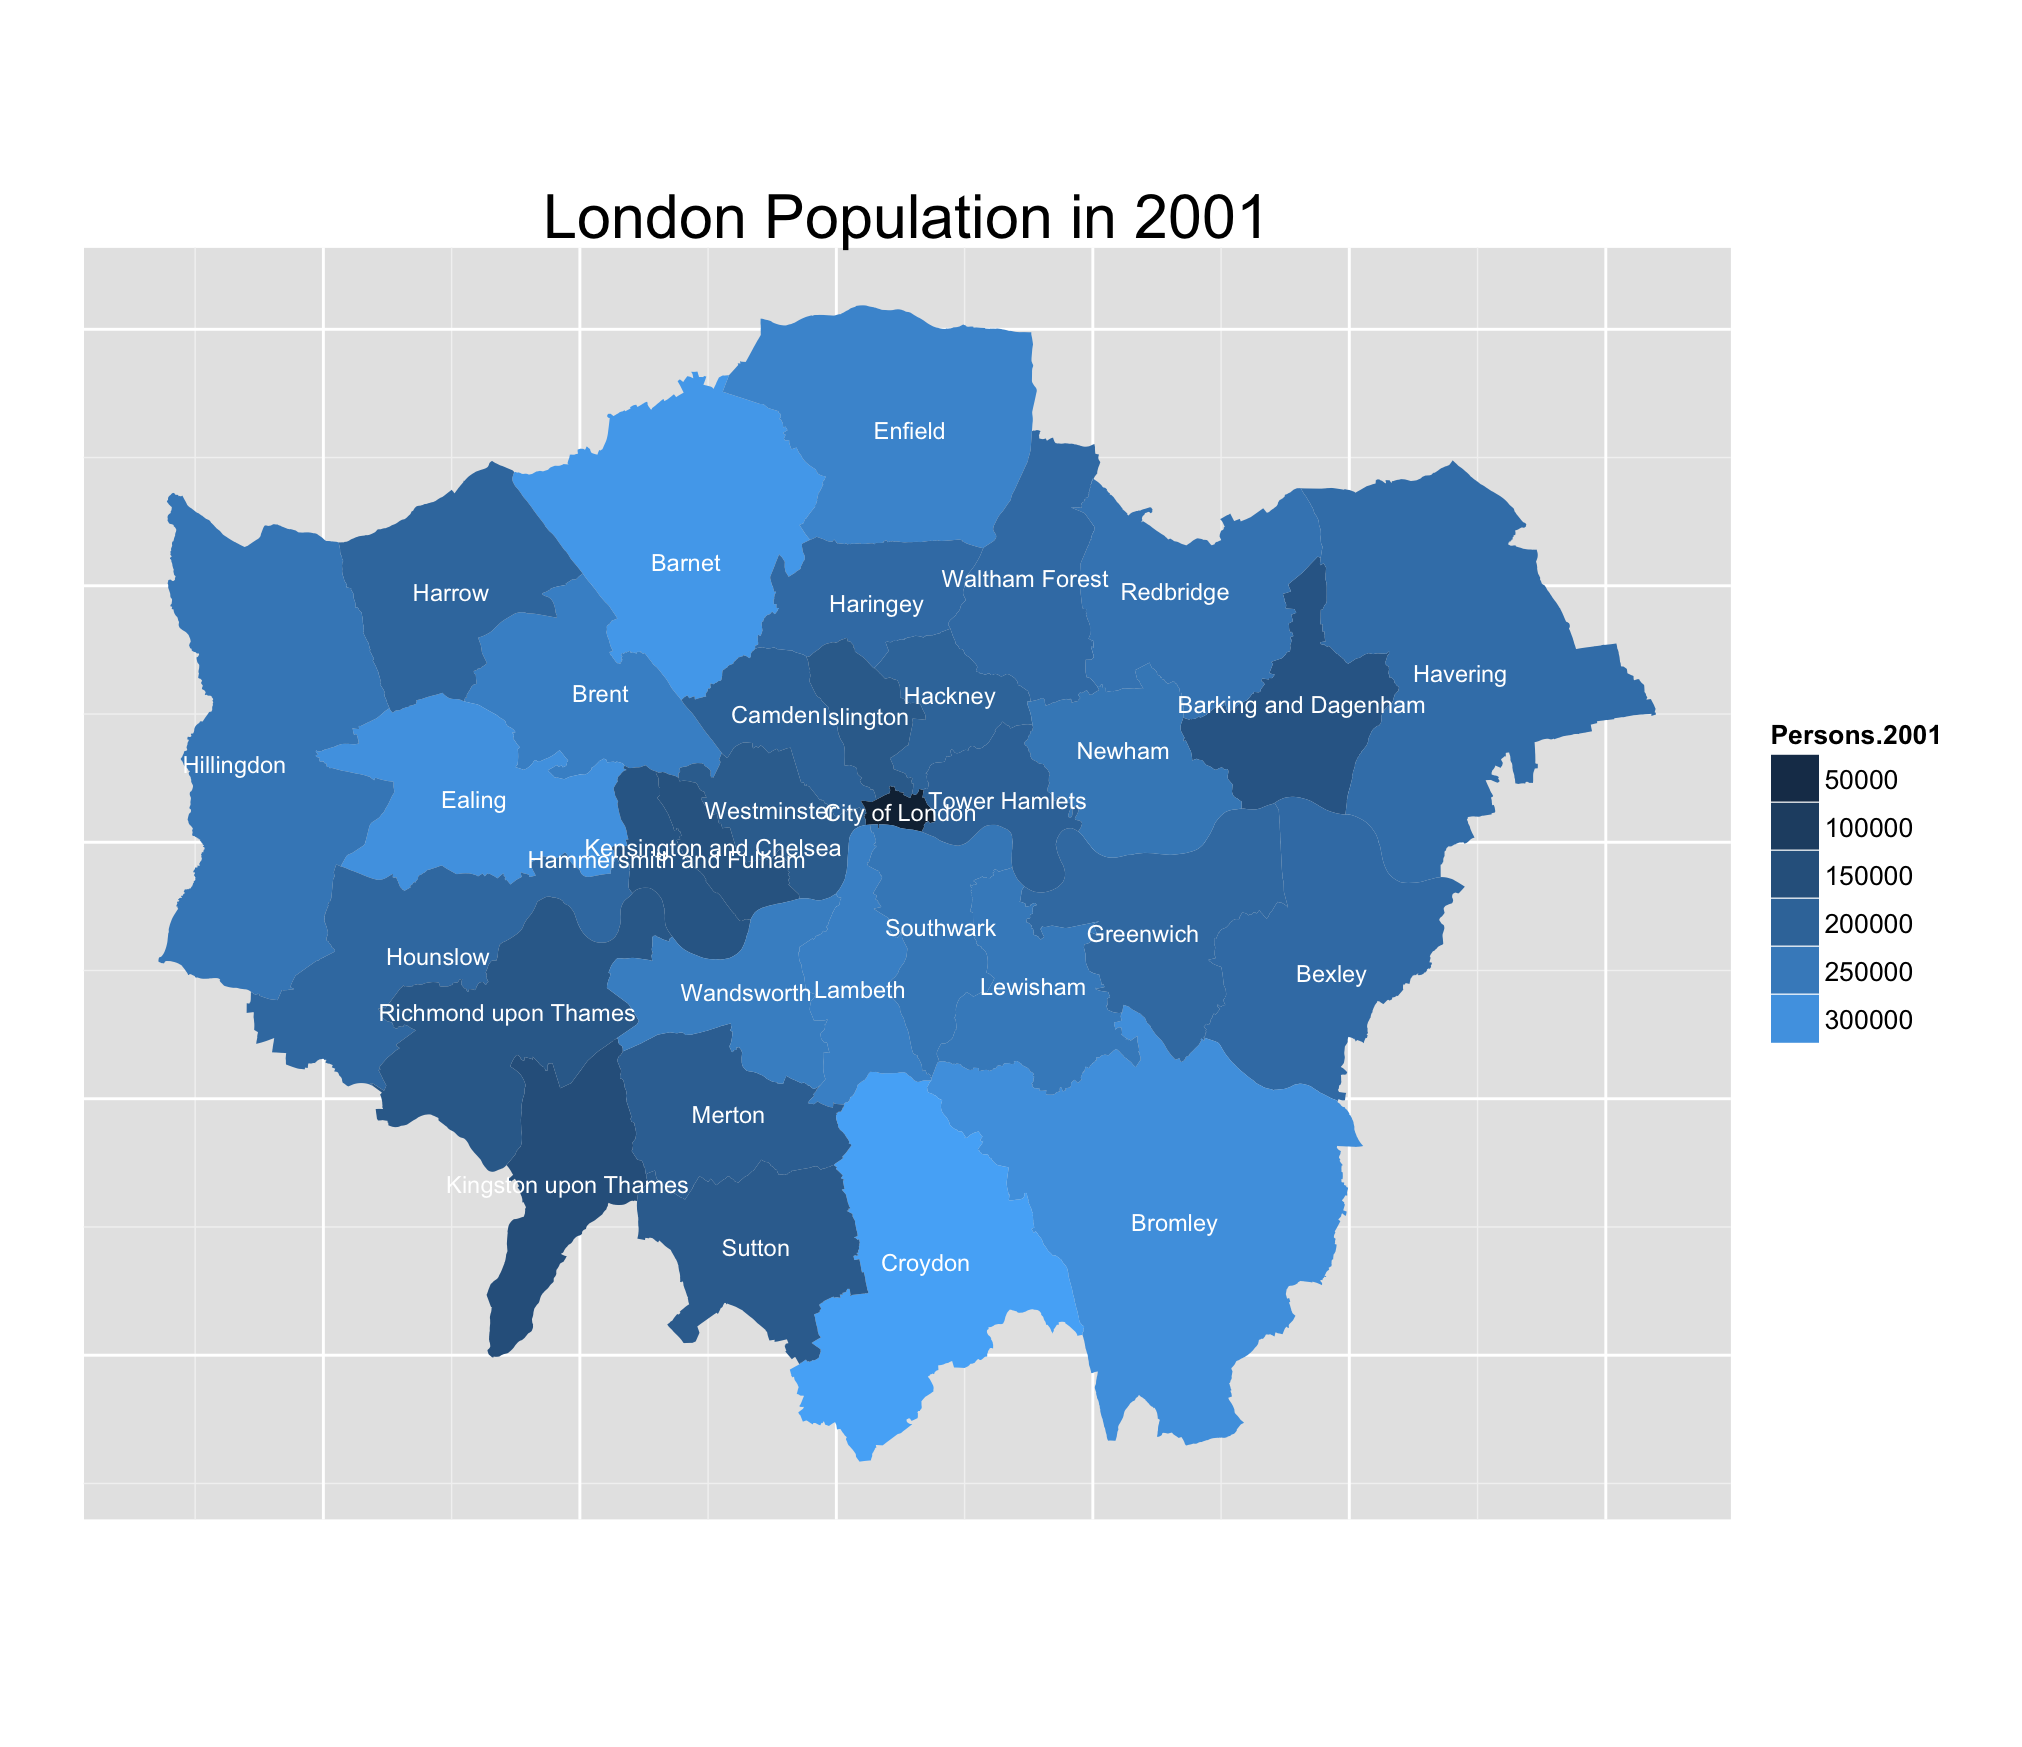 London Population in 2001
Enfield
Barnet
Waltham Forest
Redbridge
Harrow
Haringey
Havering
Brent
Hackney
Barking and Dagenham
Camden
Islington
Newham
Hillingdon
Ealing
Tower Hamlets
Westminster
City of London
Kensington and Chelsea
Hammersmith and Fulham
Southwark
Greenwich
Hounslow
Bexley
Lewisham
Lambeth
Wandsworth
Richmond upon Thames
Merton
Kingston upon Thames
Bromley
Sutton
Croydon
Persons.2001
50000
100000
150000
200000
250000
300000